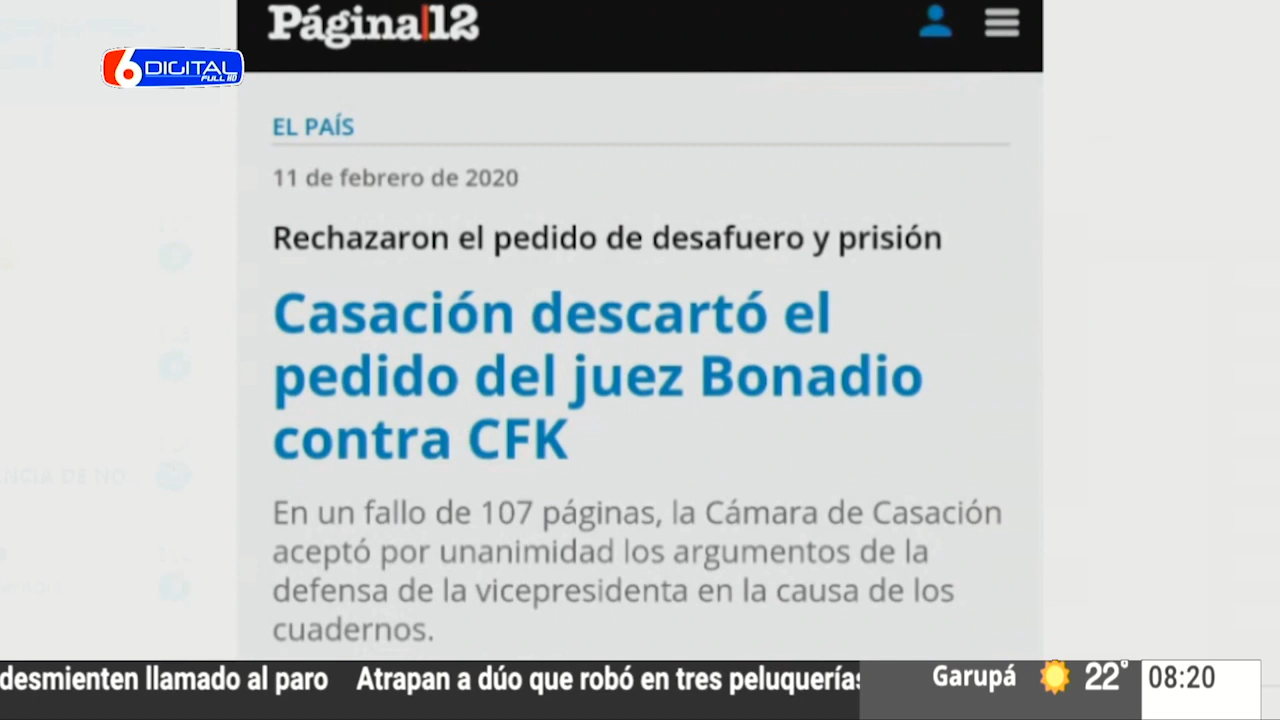 Página|12
6 DIGITAL
FULL HD
EL PAÍS
11 de febrero de 2020
Rechazaron el pedido de desafuero y prisión
Casación descartó el
pedido del juez Bonadio
contra CFK
En un fallo de 107 páginas, la Cámara de Casación
aceptó por unanimidad los argumentos de la
defensa de la vicepresidenta en la causa de los
cuadernos.
desmienten llamado al paro Atrapan a dúo que robó en tres peluquerías
Garupá 22° 08:20